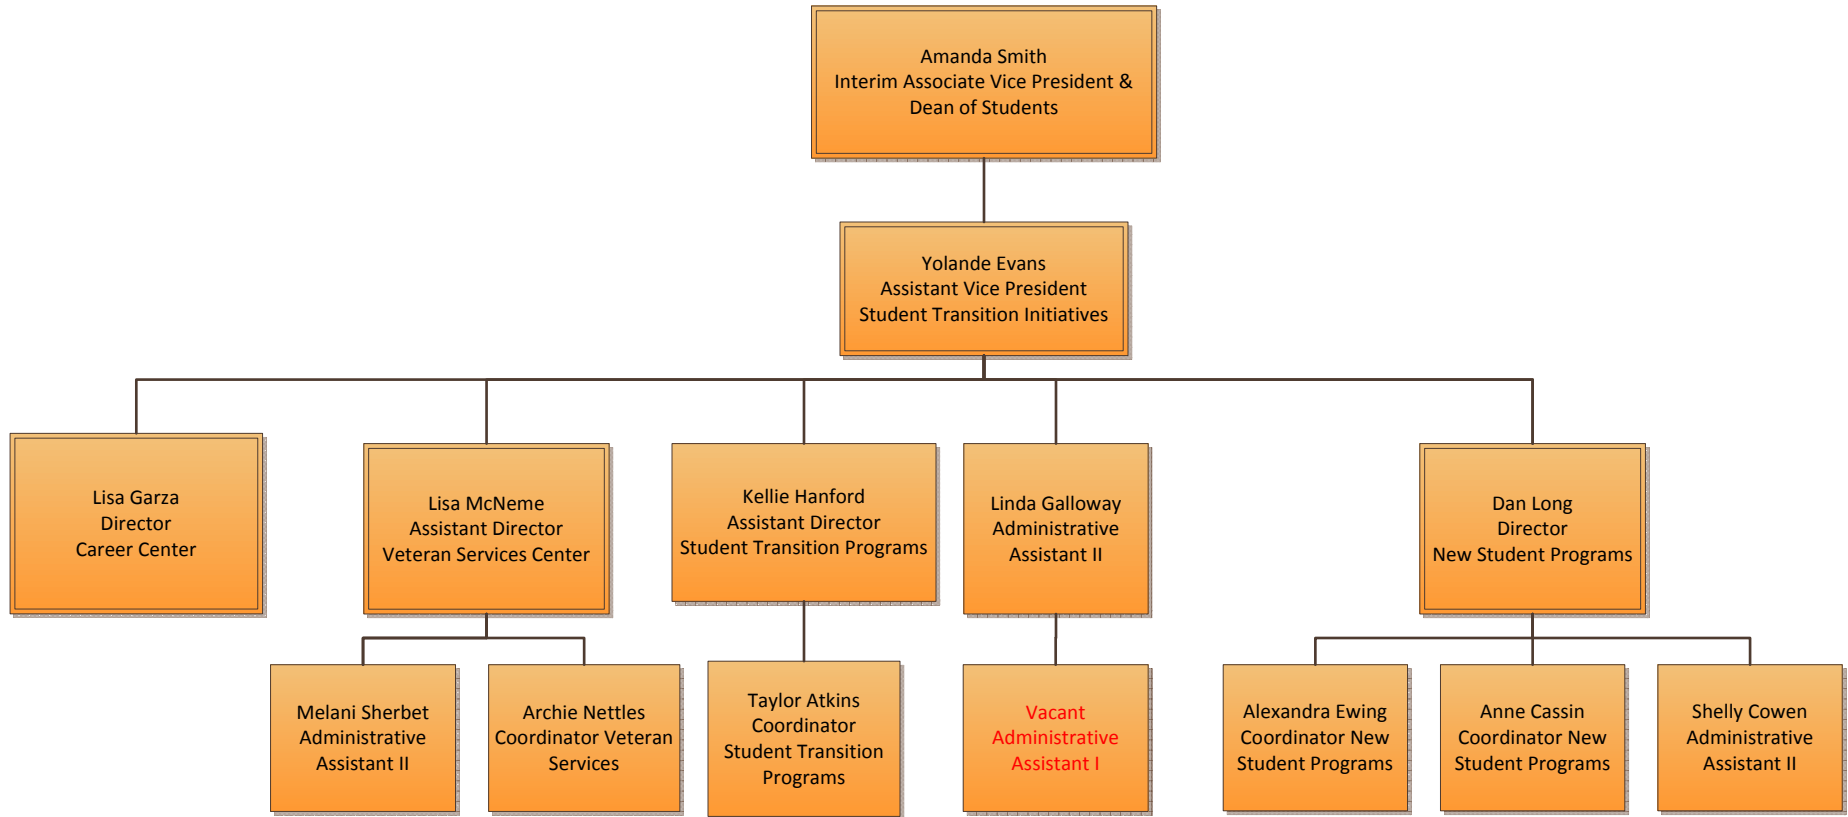 Amanda Smith
Interim Associate Vice President &
Dean of Students
Yolande Evans
Assistant Vice President
Student Transition Initiatives
Lisa Garza
Director
Career Center
Lisa McNeme
Assistant Director
Veteran Services Center
Kellie Hanford
Assistant Director
Student Transition Programs
Linda Galloway
Administrative
Assistant II
Dan Long
Director
New Student Programs
Melani Sherbet
Administrative
Assistant II
Archie Nettles
Coordinator Veteran
Services
Taylor Atkins
Coordinator
Student Transition
Programs
Vacant
Administrative
Assistant I
Alexandra Ewing
Coordinator New
Student Programs
Anne Cassin
Coordinator New
Student Programs
Shelly Cowen
Administrative
Assistant II